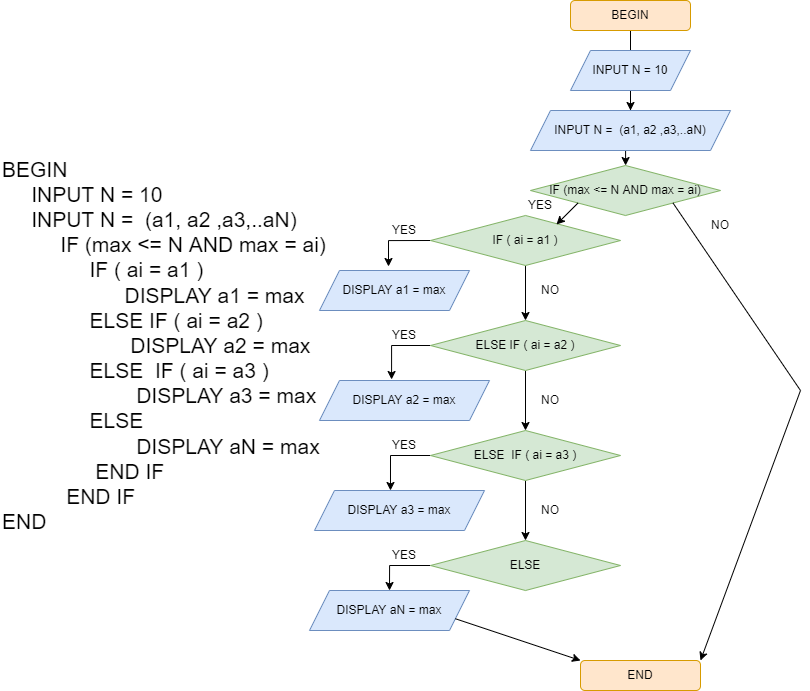 BEGIN
INPUT N = 10
INPUT N = (a1, a2 ,a3,..aN)
IF (max <= N AND max = ai)
IF ( ai = a1 )
DISPLAY a1 = max
ELSE IF ( ai = a2 )
DISPLAY a2 = max
ELSE IF ( ai = a3 )
DISPLAY a3 = max
ELSE
DISPLAY aN = max
END IF
END IF
END
BEGIN
INPUT N = 10
INPUT N = (a1, a2 ,a3,..aN)
IF (max <= N AND max = ai)
YES
NO
IF ( ai = a1 )
YES
DISPLAY a1 = max
NO
ELSE IF ( ai = a2 )
YES
DISPLAY a2 = max
NO
ELSE IF ( ai = a3 )
YES
DISPLAY a3 = max
NO
ELSE
YES
DISPLAY aN = max
END